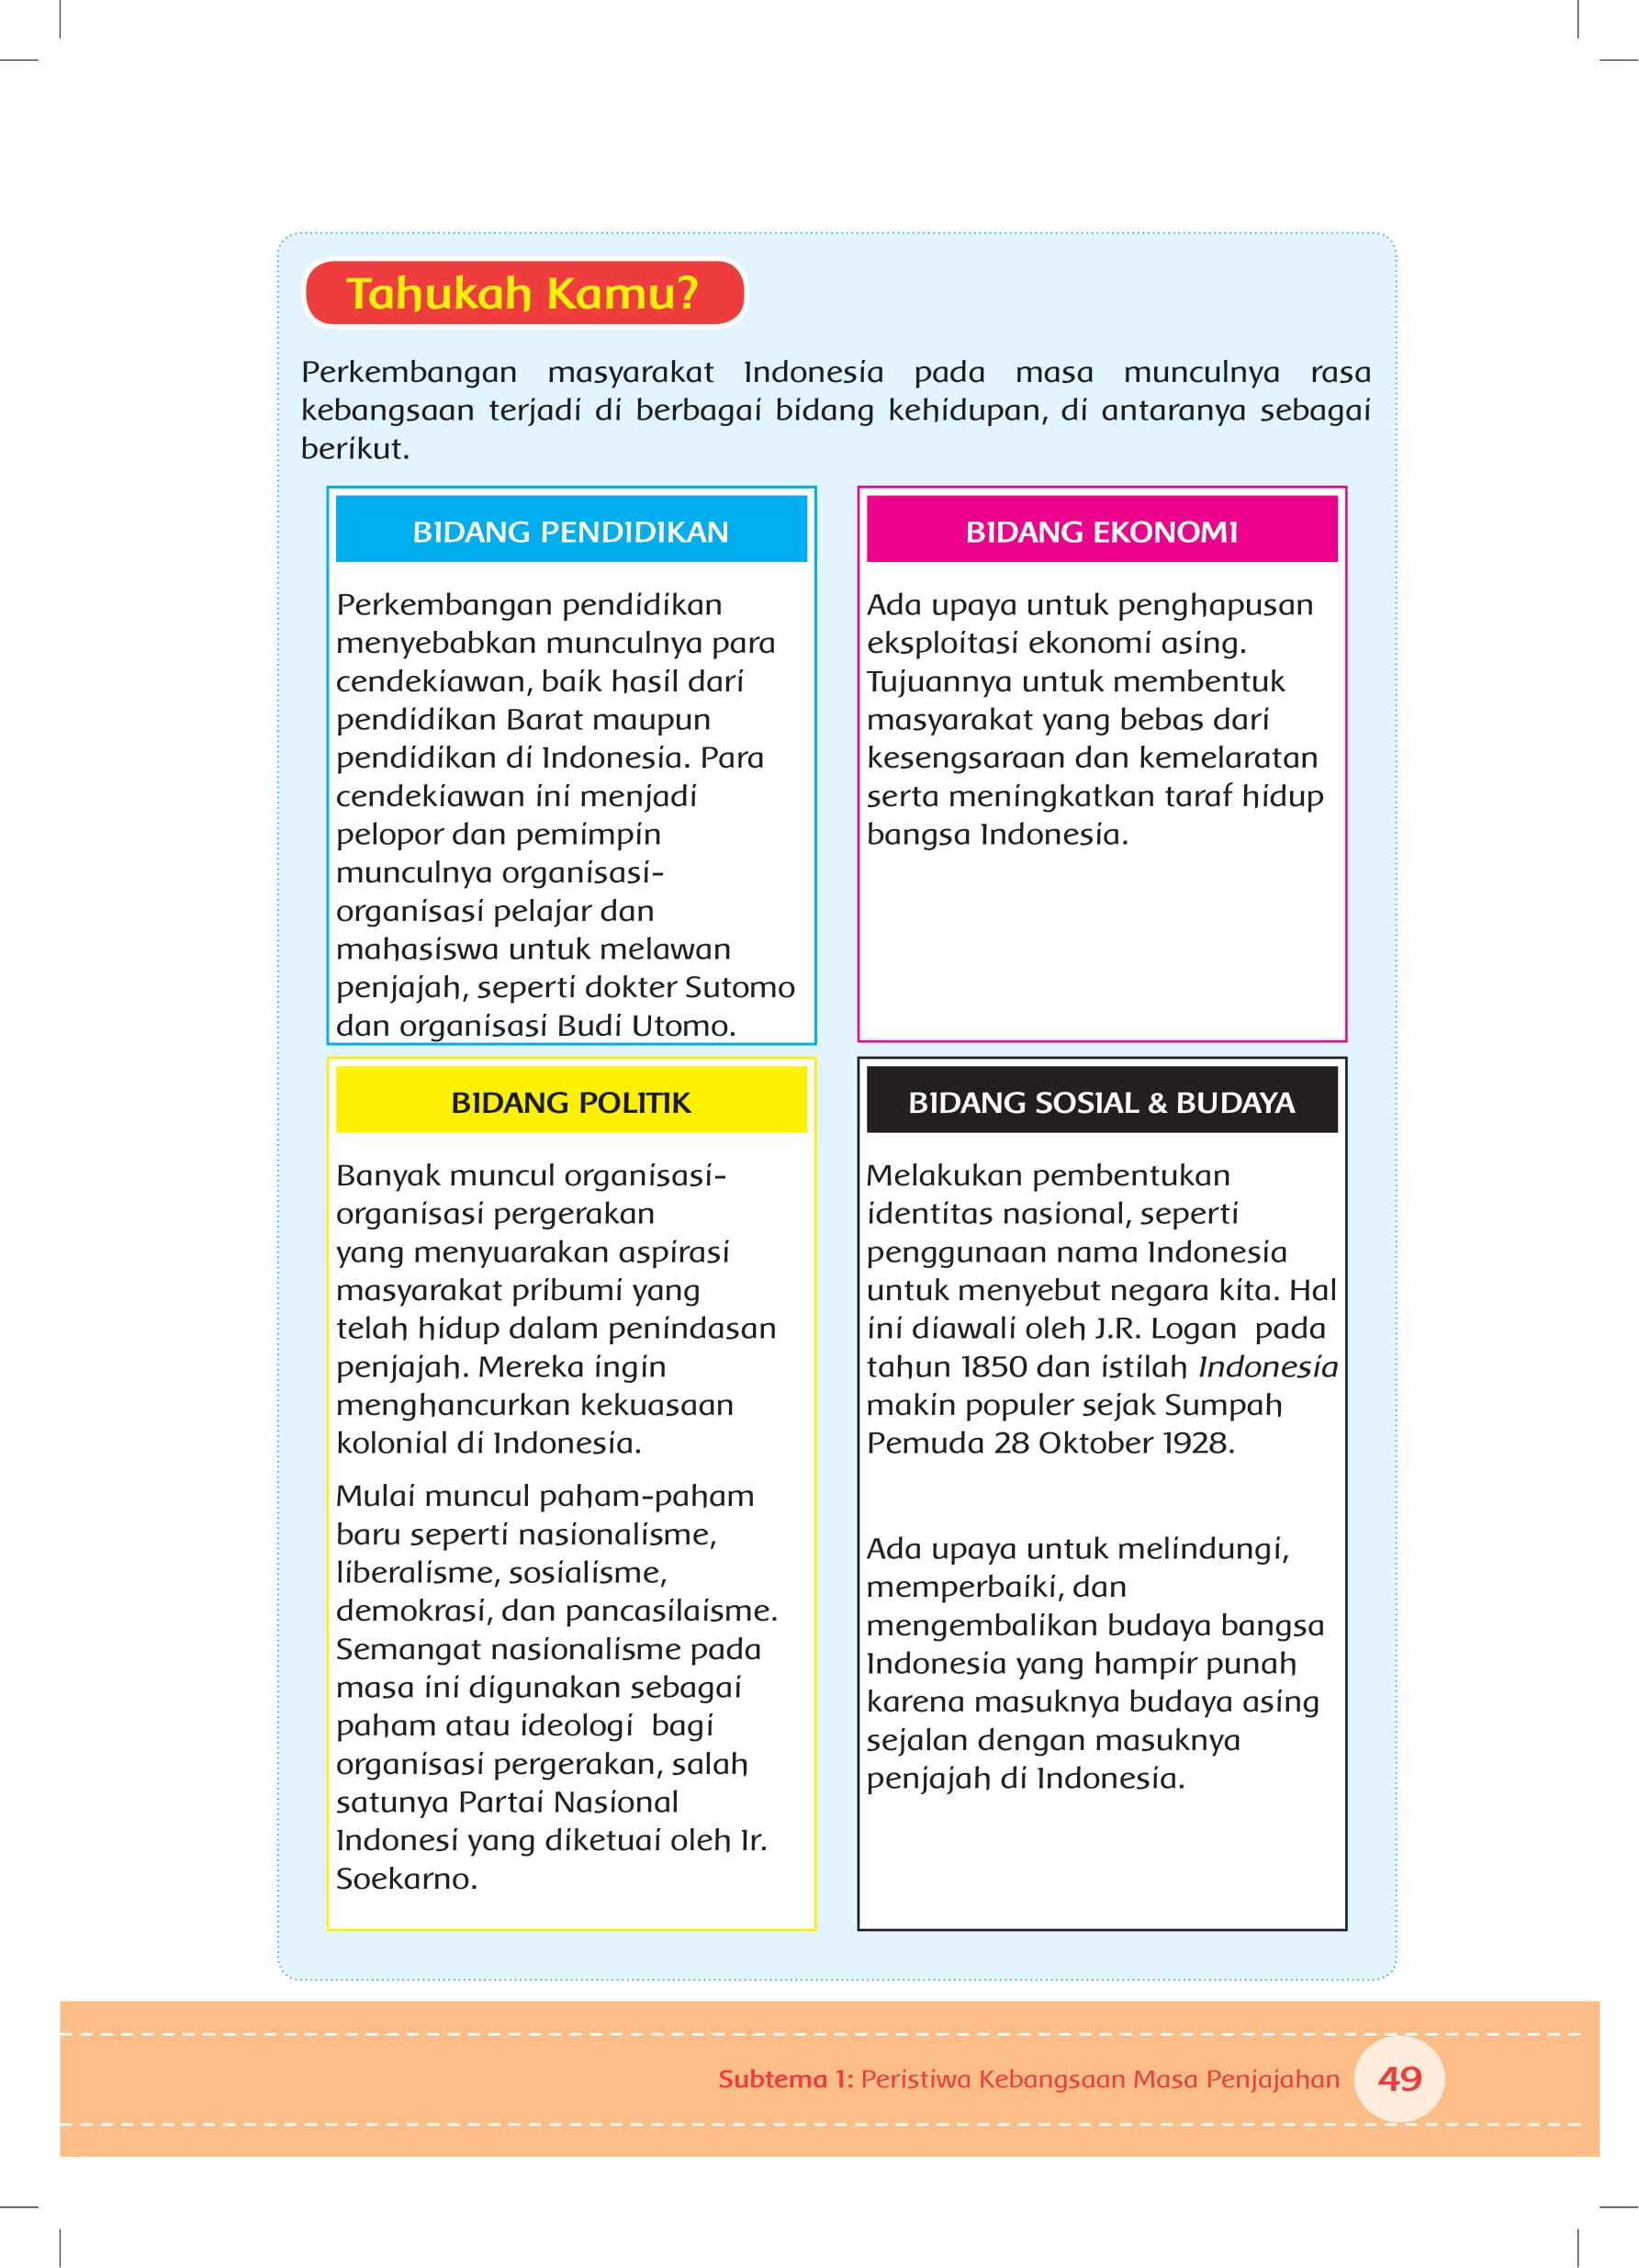 Tahukah Kamu?
Perkembangan masyarakat Indonesia pada masa munculnya rasa
kebangsaan terjadi di berbagai bidang kehidupan, di antaranya sebagai
berikut.
BIDANG PENDIDIKAN
Perkembangan pendidikan
menyebabkan munculnya para
cendekiawan, baik hasil dari
pendidikan Barat maupun
pendidikan di Indonesia. Para
cendekiawan ini menjadi
pelopor dan pemimpin
munculnya organisasi-
organisasi pelajar dan
mahasiswa untuk melawan
penjajah, seperti dokter Sutomo
dan organisasi Budi Utomo.
BIDANG EKONOMI
Ada upaya untuk penghapusan
eksploitasi ekonomi asing.
Tujuannya untuk membentuk
masyarakat yang bebas dari
kesengsaraan dan kemelaratan
serta meningkatkan taraf hidup
bangsa Indonesia.
BIDANG POLITIK
Banyak muncul organisasi-
organisasi pergerakan
yang menyuarakan aspirasi
masyarakat pribumi yang
telah hidup dalam penindasan
penjajah. Mereka ingin
menghancurkan kekuasaan
kolonial di Indonesia.
Mulai muncul paham-paham
baru seperti nasionalisme,
liberalisme, sosialisme,
demokrasi, dan pancasilaisme.
Semangat nasionalisme pada
masa ini digunakan sebagai
paham atau ideologi bagi
organisasi pergerakan, salah
satunya Partai Nasional
Indonesi yang diketuai oleh Ir.
Soekarno.
BIDANG SOSIAL & BUDAYA
Melakukan pembentukan
identitas nasional, seperti
penggunaan nama Indonesia
untuk menyebut negara kita. Hal
ini diawali oleh J.R. Logan pada
tahun 1850 dan istilah Indonesia
makin populer sejak Sumpah
Pemuda 28 Oktober 1928.
Ada upaya untuk melindungi,
memperbaiki, dan
mengembalikan budaya bangsa
Indonesia yang hampir punah
karena masuknya budaya asing
sejalan dengan masuknya
penjajah di Indonesia.
Subtema 1: Peristiwa Kebangsaan Masa Penjajahan 49